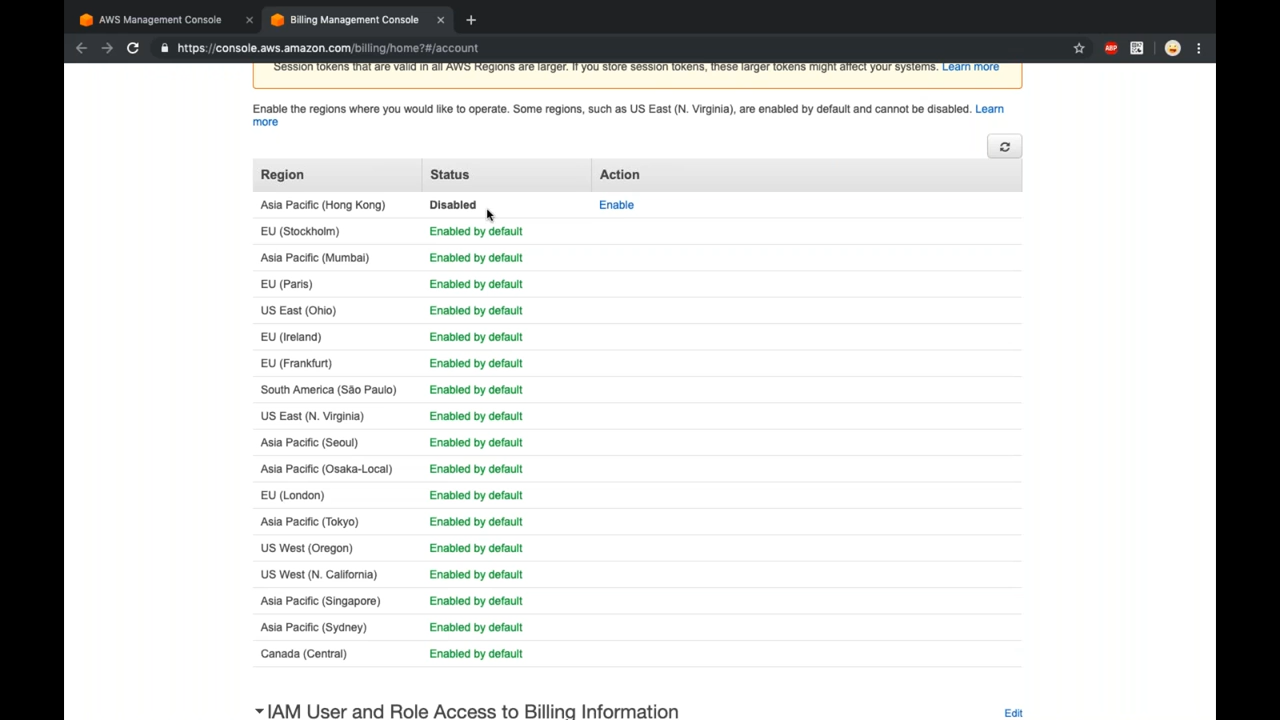 AWS Management Console
Billing Management Console
https://console.aws.amazon.com/billing/home?#/account
ABP
Session tokens that are valid in all AWS Regions are larger. If you store session tokens, these larger tokens might affect your systems. Learn more
Enable the regions where you would like to operate. Some regions, such as US East (N. Virginia), are enabled by default and cannot be disabled. Learn
more
Region Status Action
Asia Pacific (Hong Kong) Disabled Enable
EU (Stockholm) Enabled by default
Asia Pacific (Mumbai) Enabled by default
EU (Paris) Enabled by default
US East (Ohio) Enabled by default
EU (Ireland) Enabled by default
EU (Frankfurt) Enabled by default
South America (São Paulo) Enabled by default
US East (N. Virginia) Enabled by default
Asia Pacific (Seoul) Enabled by default
Asia Pacific (Osaka-Local) Enabled by default
EU (London) Enabled by default
Asia Pacific (Tokyo) Enabled by default
US West (Oregon) Enabled by default
US West (N. California) Enabled by default
Asia Pacific (Singapore) Enabled by default
Asia Pacific (Sydney) Enabled by default
Canada (Central) Enabled by default
IAM User and Role Access to Billing Information Edit